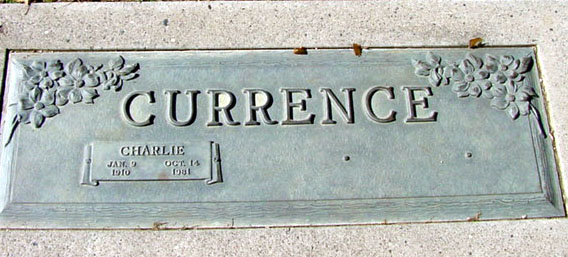 CURRENCE
CHARLIE
JAN. 9 OCT. 14
1910 1981